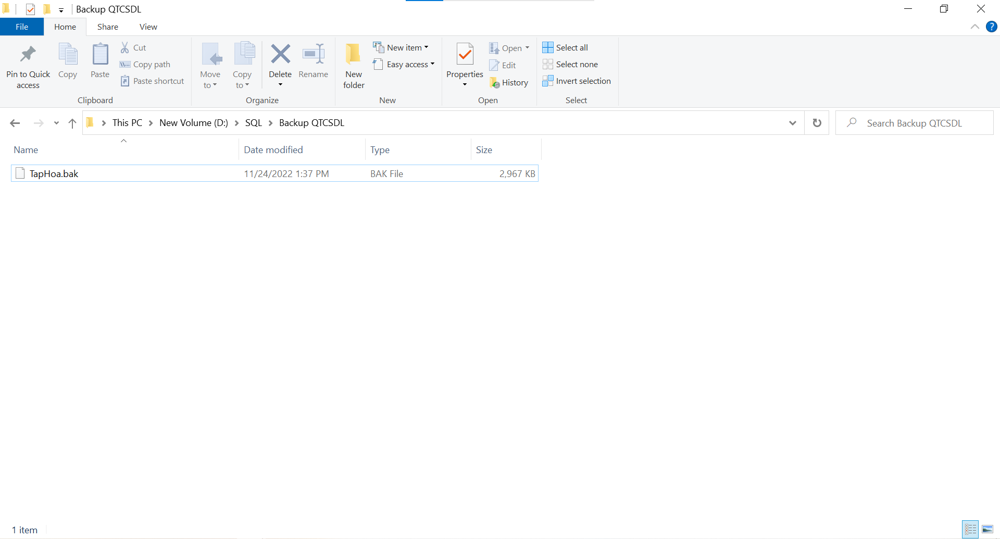 Backup QTCSDL
File Home Share View
?
Pin to Quick access
Copy
Paste
Cut
Copy path
Paste shortcut
Clipboard
Move to
Copy to
Delete
Rename
Organize
New folder
New item
Easy access
New
Properties
Open
Edit
History
Open
Select all
Select none
Invert selection
Select
This PC New Volume (D:) SQL Backup QTCSDL
Search Backup QTCSDL
Name Date modified Type Size
TapHoa.bak 11/24/2022 1:37 PM BAK File 2,967 KB
1 item